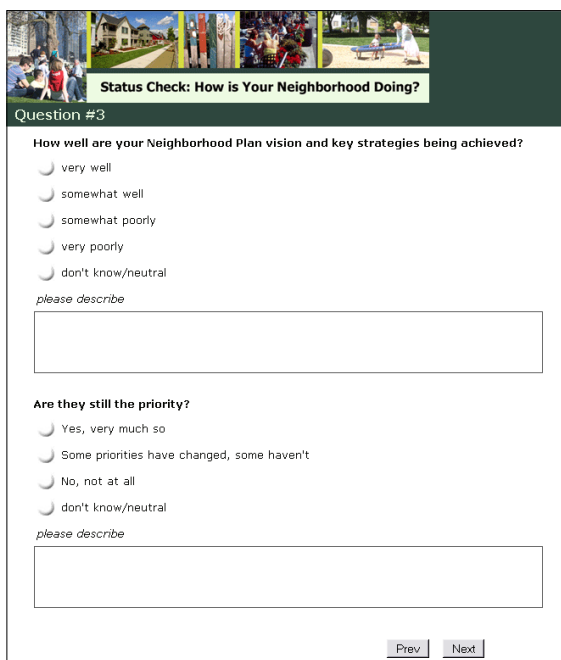 Status Check: How is Your Neighborhood Doing?
Question #3
How well are your Neighborhood Plan vision and key strategies being achieved?
very well
somewhat well
somewhat poorly
very poorly
don't know/neutral
please describe
Are they still the priority?
Yes, very much so
Some priorities have changed, some haven't
No, not at all
don't know/neutral
please describe
Prev Next